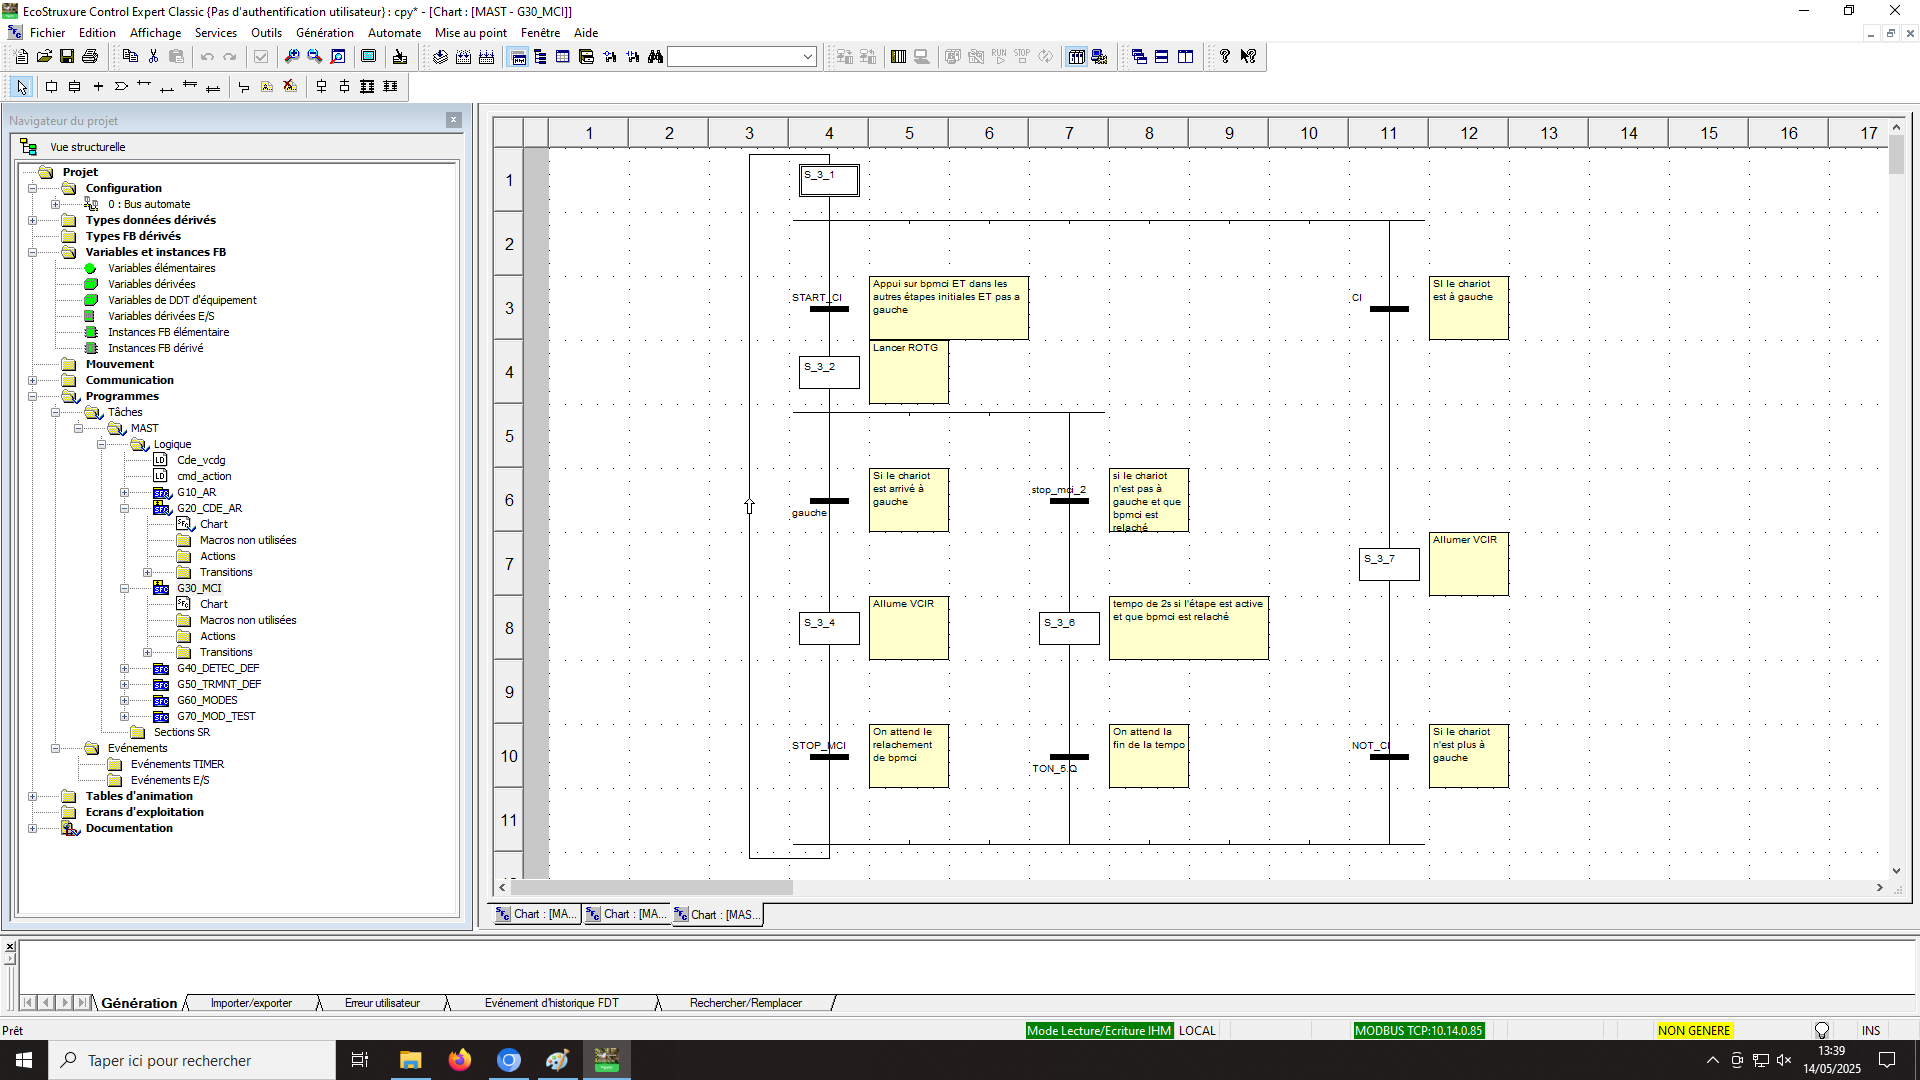 EcoStruxure Control Expert Classic {Pas d'authentification utilisateur} : cpy* - [Chart : [MAST - G30_MCI]]
Fichier Edition Affichage Services Outils Génération Automate Mise au point Fenêtre Aide
Navigateur du projet
Vue structurelle
Projet
Configuration
0 : Bus automate
Types données dérivés
Types FB dérivés
Variables et instances FB
Variables élémentaires
Variables dérivées
Variables de DDT d'équipement
Variables dérivées E/S
Instances FB élémentaire
Instances FB dérivé
Mouvement
Communication
Programmes
Tâches
MAST
Logique
Cde_vcdg
cmd_action
G10_AR
G20_CDE_AR
Chart
Macros non utilisées
Actions
Transitions
G30_MCI
Chart
Macros non utilisées
Actions
Transitions
G40_DETEC_DEF
G50_TRMNT_DEF
G60_MODES
G70_MOD_TEST
Sections SR
Evénements
Evénements TIMER
Evénements E/S
Tables d'animation
Ecrans d'exploitation
Documentation
1 2 3 4 5 6 7 8 9 10 11 12 13 14 15 16 17
1
S_3_1
2
3
START_CI
Appui sur bpmci ET dans les
autres étapes initiales ET pas a
gauche
CI
SI le chariot
est à gauche
4
S_3_2
Lancer ROTG
5
6
gauche
Si le chariot
est arrivé à
gauche
stop_mci_2
si le chariot
n'est pas à
gauche et que
bpmci est
relaché
7
S_3_7
Allumer VCIR
8
S_3_4
Allume VCIR
S_3_6
tempo de 2s si l'étape est active
et que bpmci est relaché
9
10
STOP_MCI
On attend le
relachement
de bpmci
TON_5.Q
On attend la
fin de la tempo
NOT_CI
Si le chariot
n'est plus à
gauche
11
Chart : [MA... Chart : [MA... Chart : [MAS...
Génération Importer/exporter Erreur utilisateur Evénement d'historique FDT Rechercher/Remplacer
Prêt Mode Lecture/Ecriture IHM LOCAL MODBUS TCP:10.14.0.85 NON GENERE INS
Taper ici pour rechercher
13:39
14/05/2025